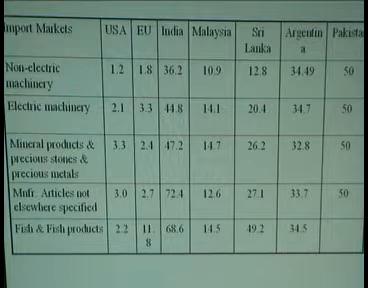 Import Markets USA EU India Malaysia Sri Lanka Argentina Pakista
Non-electric machinery 1.2 1.8 36.2 10.9 12.8 34.49 50
Electric machinery 2.1 3.3 44.8 14.1 20.4 34.7 50
Mineral products & precious stones & precious metals 3.3 2.4 47.2 14.7 26.2 32.8 50
Mnfr. Articles not elsewhere specified 3.0 2.7 72.4 12.6 27.1 33.7 50
Fish & Fish products 2.2 11.8 68.6 14.5 49.2 34.5